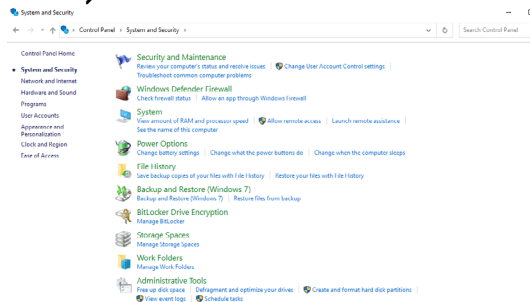 System and Security
Control Panel > System and Security >
Search Control Panel
Control Panel Home
System and Security
Network and Internet
Hardware and Sound
Programs
User Accounts
Appearance and
Personalization
Clock and Region
Ease of Access
Security and Maintenance
Review your computer's status and resolve issues | Change User Account Control settings |
Troubleshoot common computer problems
Windows Defender Firewall
Check firewall status | Allow an app through Windows Firewall
System
View amount of RAM and processor speed | Allow remote access | Launch remote assistance |
See the name of this computer
Power Options
Change battery settings | Change what the power buttons do | Change when the computer sleeps
File History
Save backup copies of your files with File History | Restore your files with File History
Backup and Restore (Windows 7)
Backup and Restore (Windows 7) | Restore files from backup
BitLocker Drive Encryption
Manage BitLocker
Storage Spaces
Manage Storage Spaces
Work Folders
Manage Work Folders
Administrative Tools
Free up disk space | Defragment and optimize your drives | Create and format hard disk partitions |
View event logs | Schedule tasks